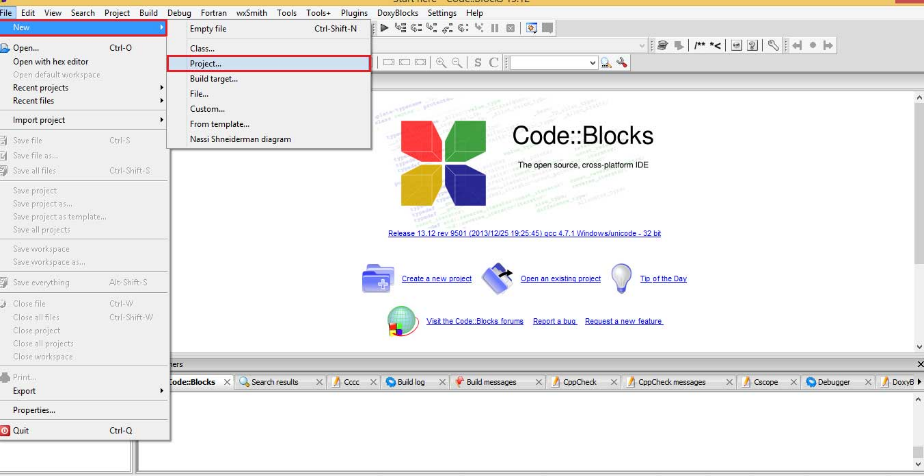 Start here - Code::Blocks 13.12
File Edit View Search Project Build Debug Fortran wxSmith Tools Tools+ Plugins DoxyBlocks Settings Help
New
Open... Ctrl-O
Open with hex editor
Open default workspace
Recent projects
Recent files
Import project
Save file Ctrl-S
Save file as...
Save all files Ctrl-Shift-S
Save project
Save project as...
Save project as template...
Save all projects
Save workspace
Save workspace as...
Save everything Alt-Shift-S
Close file Ctrl-W
Close all files Ctrl-Shift-W
Close project
Close all projects
Close workspace
Print...
Export
Properties...
Quit Ctrl-Q
Empty file Ctrl-Shift-N
Class...
Project...
Build target...
File...
Custom...
From template...
Nassi Shneiderman diagram
/** *<
S C
Code::Blocks
The open source, cross-platform IDE
Release 13.12 rev 9501 (2013/12/25 19:25:45) gcc 4.7.1 Windows/unicode - 32 bit
Create a new project
Open an existing project
Tip of the Day
Visit the Code::Blocks forums
Report a bug
Request a new feature
hers
Code::Blocks X Search results X Cccc X Build log X Build messages X CppCheck X CppCheck messages X Cscope X Debugger X DoxyB